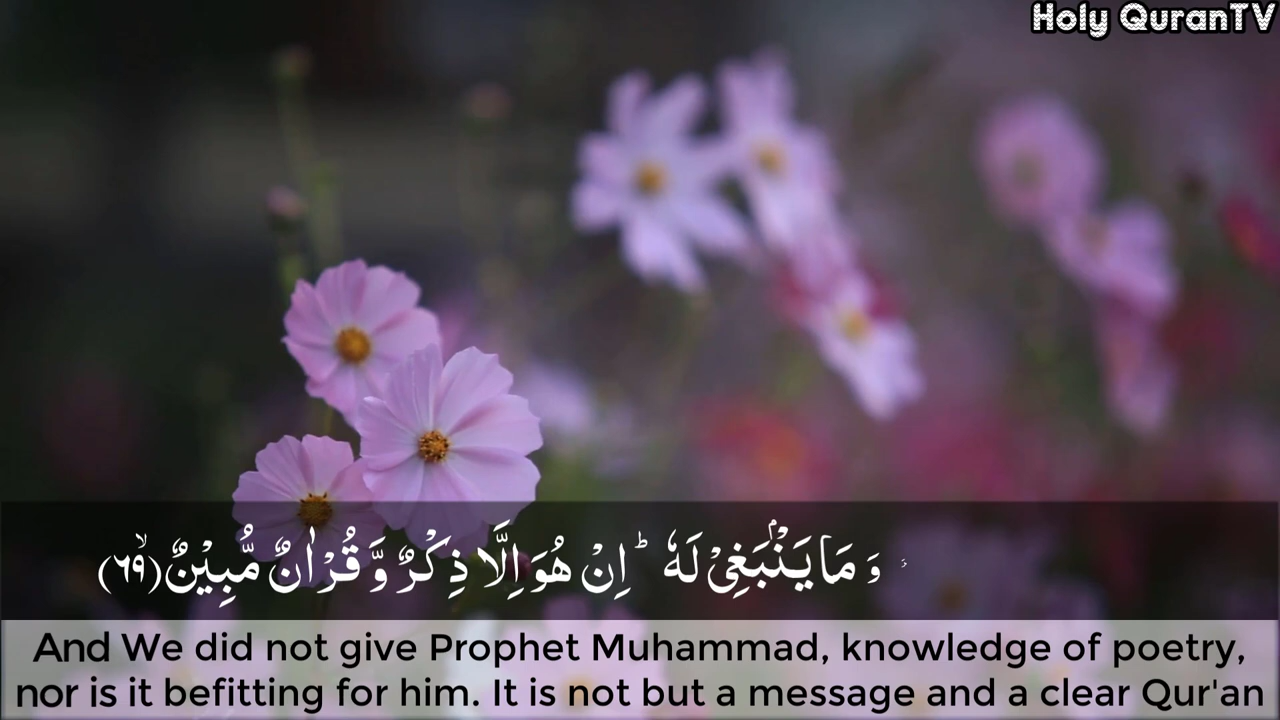 Holy QuranTV
وَ مَا يَنْۢبَغِيْ لَهٗ ؕ اِنْ هُوَ اِلَّا ذِكْرٌ وَّ قُرْاٰنٌ مُّبِيْنٌۙ(۶۹)
And We did not give Prophet Muhammad, knowledge of poetry,
nor is it befitting for him. It is not but a message and a clear Qur'an